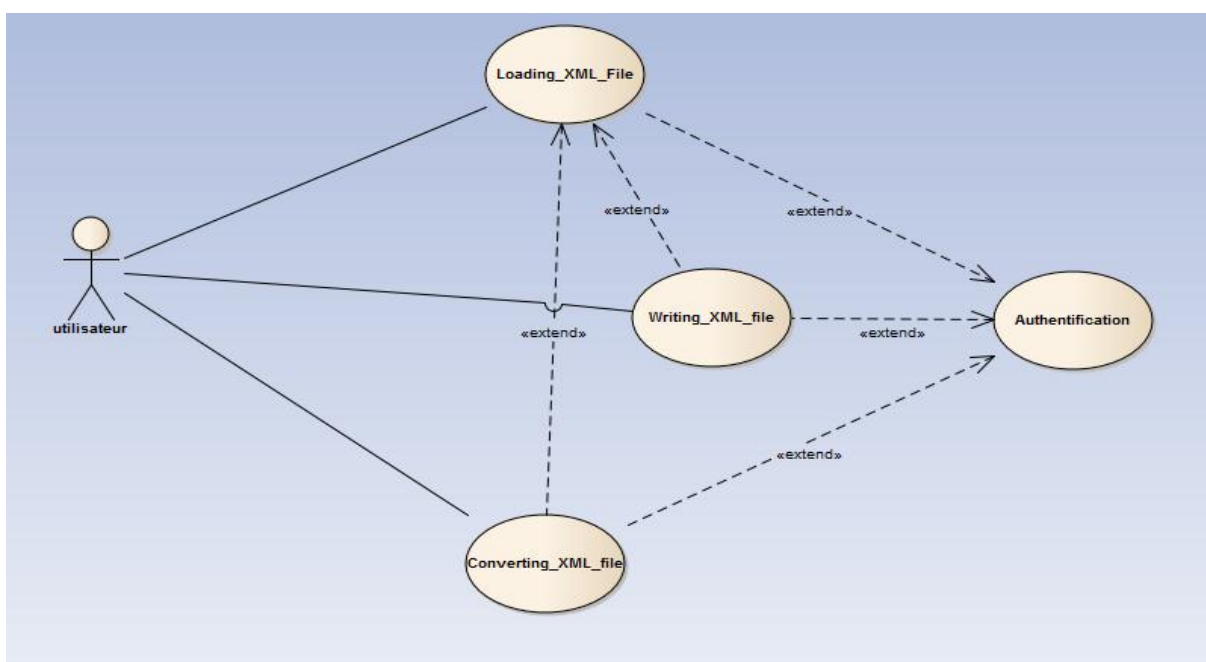 Loading_XML_File
«extend»
«extend»
utilisateur
«extend»
Writing_XML_file
«extend»
Authentification
«extend»
Converting_XML_file